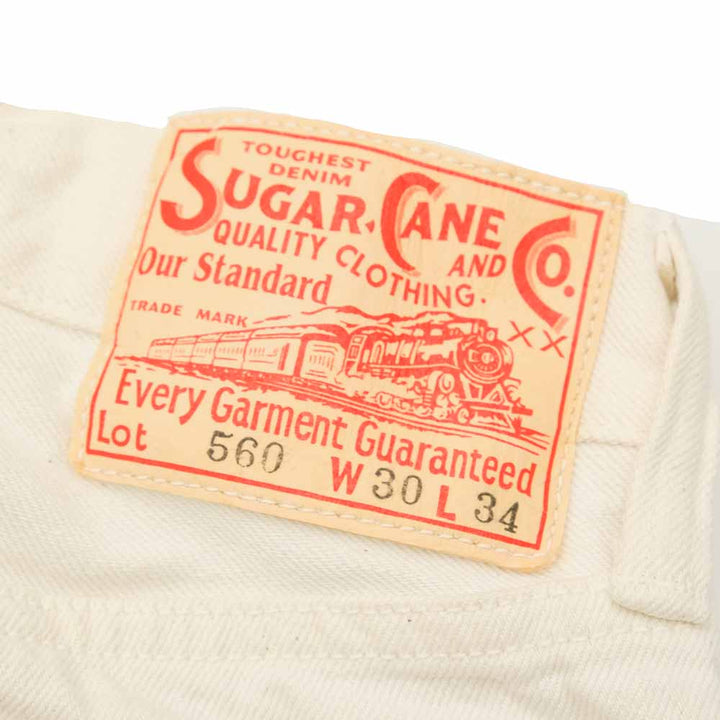 TOUGHEST
DENIM
SUGAR CANE
AND CO.
QUALITY CLOTHING.
Our Standard
XX
TRADE MARK
Every Garment Guaranteed
Lot 560 W 30 L 34